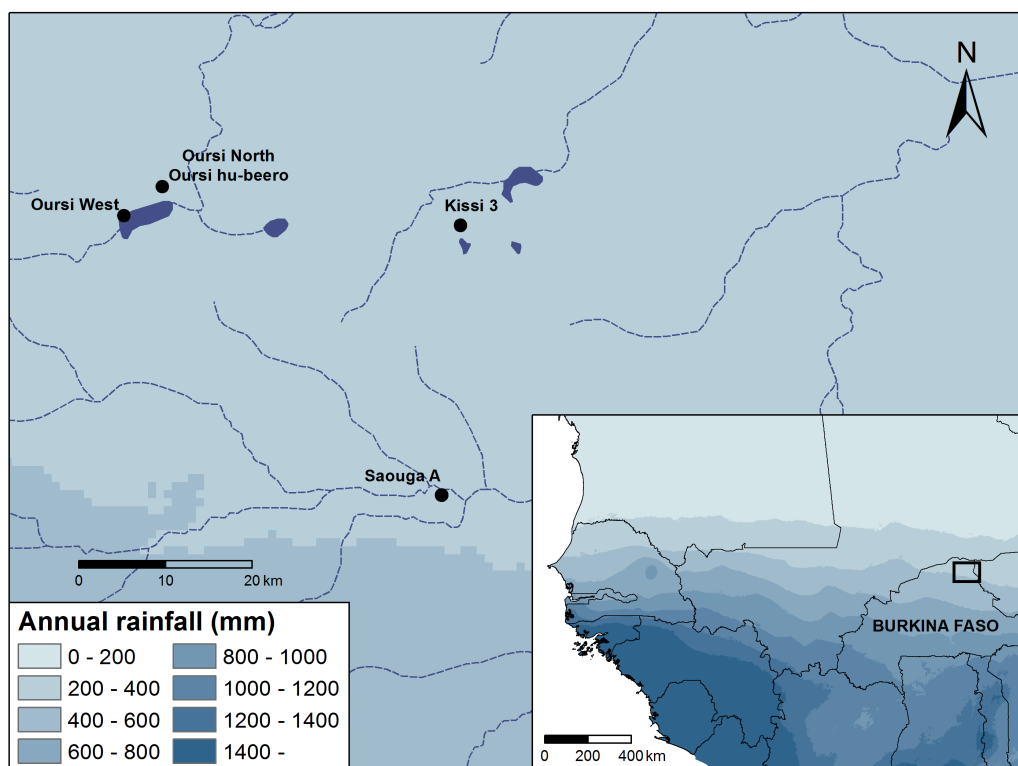 N
Oursi North
Oursi hu-beero
Oursi West
Kissi 3
Saouga A
0 10 20 km
BURKINA FASO
Annual rainfall (mm)
0 - 200
200 - 400
400 - 600
600 - 800
800 - 1000
1000 - 1200
1200 - 1400
1400 -
0 200 400 km